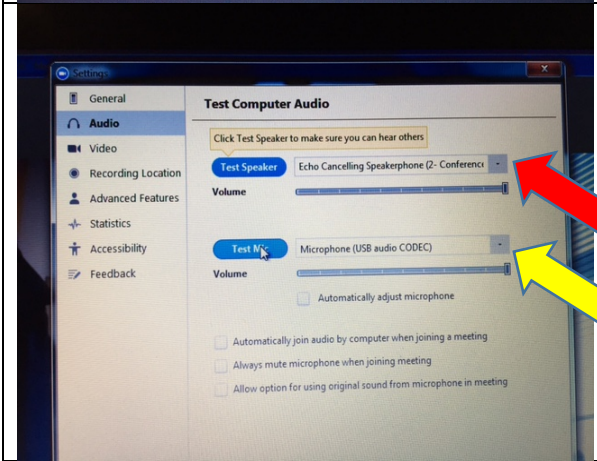 Settings
General
Audio
Video
Recording Location
Advanced Features
Statistics
Accessibility
Feedback
Test Computer Audio
Click Test Speaker to make sure you can hear others
Test Speaker
Echo Cancelling Speakerphone (2- Conferenc
Volume
Test Mic
Microphone (USB audio CODEC)
Volume
Automatically adjust microphone
Automatically join audio by computer when joining a meeting
Always mute microphone when joining meeting
Allow option for using original sound from microphone in meeting